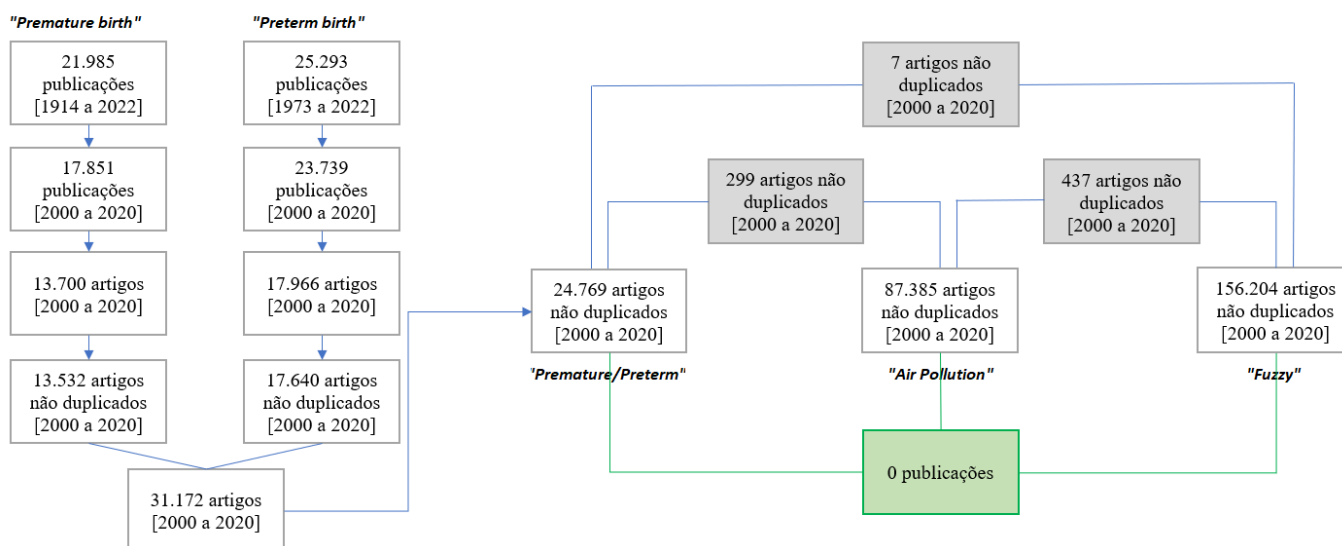 "Premature birth"
21.985
publicações
[1914 a 2022]
17.851
publicações
[2000 a 2020]
13.700 artigos
[2000 a 2020]
13.532 artigos
não duplicados
[2000 a 2020]
"Preterm birth"
25.293
publicações
[1973 a 2022]
23.739
publicações
[2000 a 2020]
17.966 artigos
[2000 a 2020]
17.640 artigos
não duplicados
[2000 a 2020]
31.172 artigos
[2000 a 2020]
7 artigos não
duplicados
[2000 a 2020]
299 artigos não
duplicados
[2000 a 2020]
437 artigos não
duplicados
[2000 a 2020]
24.769 artigos
não duplicados
[2000 a 2020]
"Premature/Preterm"
87.385 artigos
não duplicados
[2000 a 2020]
"Air Pollution"
156.204 artigos
não duplicados
[2000 a 2020]
"Fuzzy"
0 publicações